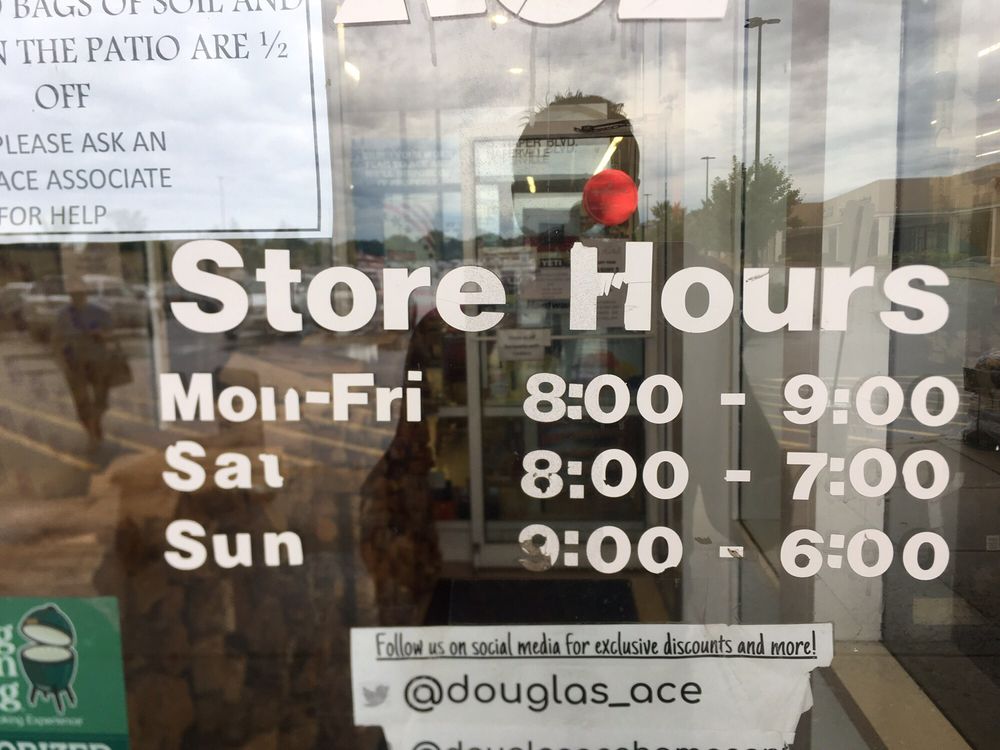 BAGS OF SOIL AND
THE PATIO ARE ½
OFF
PLEASE ASK AN
ACE ASSOCIATE
FOR HELP
Store Hours
Mon-Fri 8:00 - 9:00
Sat 8:00 - 7:00
Sun 9:00 - 6:00
Follow us on social media for exclusive discounts and more!
@douglas_ace